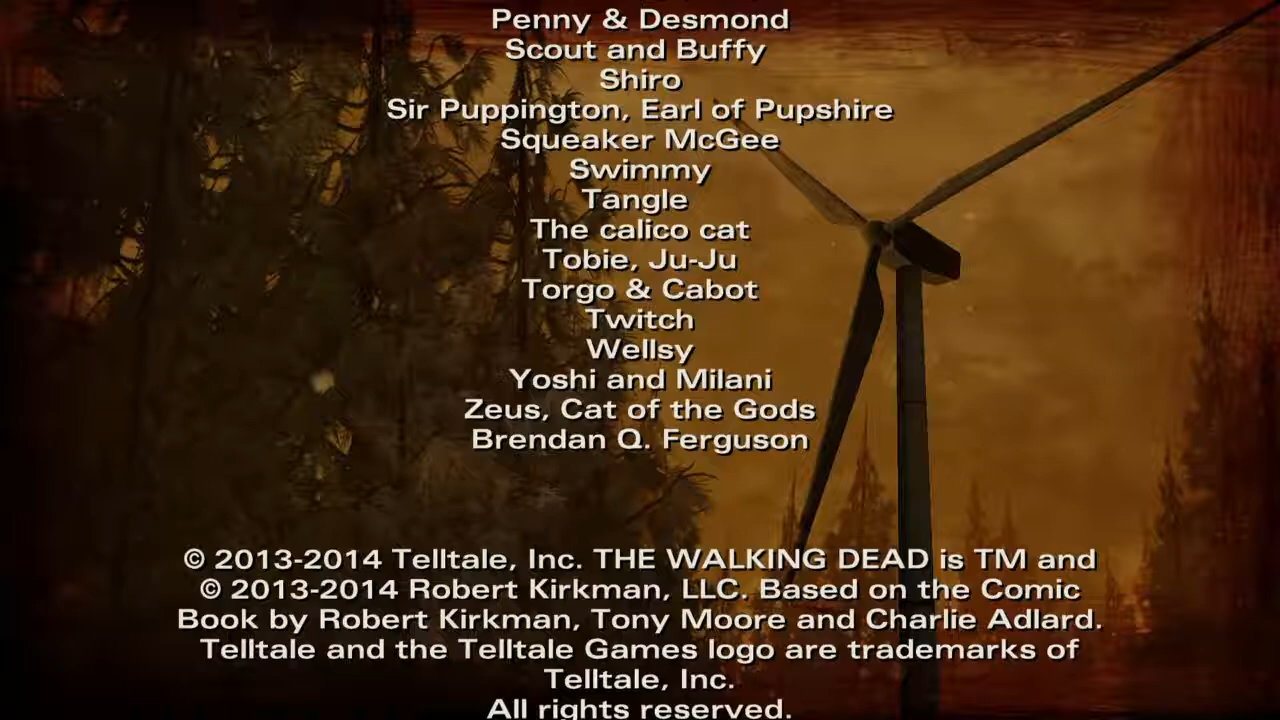 Penny & Desmond
Scout and Buffy
Shiro
Sir Puppington, Earl of Pupshire
Squeaker McGee
Swimmy
Tangle
The calico cat
Tobie, Ju-Ju
Torgo & Cabot
Twitch
Wellsy
Yoshi and Milani
Zeus, Cat of the Gods
Brendan Q. Ferguson
© 2013-2014 Telltale, Inc. THE WALKING DEAD is TM and
© 2013-2014 Robert Kirkman, LLC. Based on the Comic
Book by Robert Kirkman, Tony Moore and Charlie Adlard.
Telltale and the Telltale Games logo are trademarks of
Telltale, Inc.
All rights reserved.